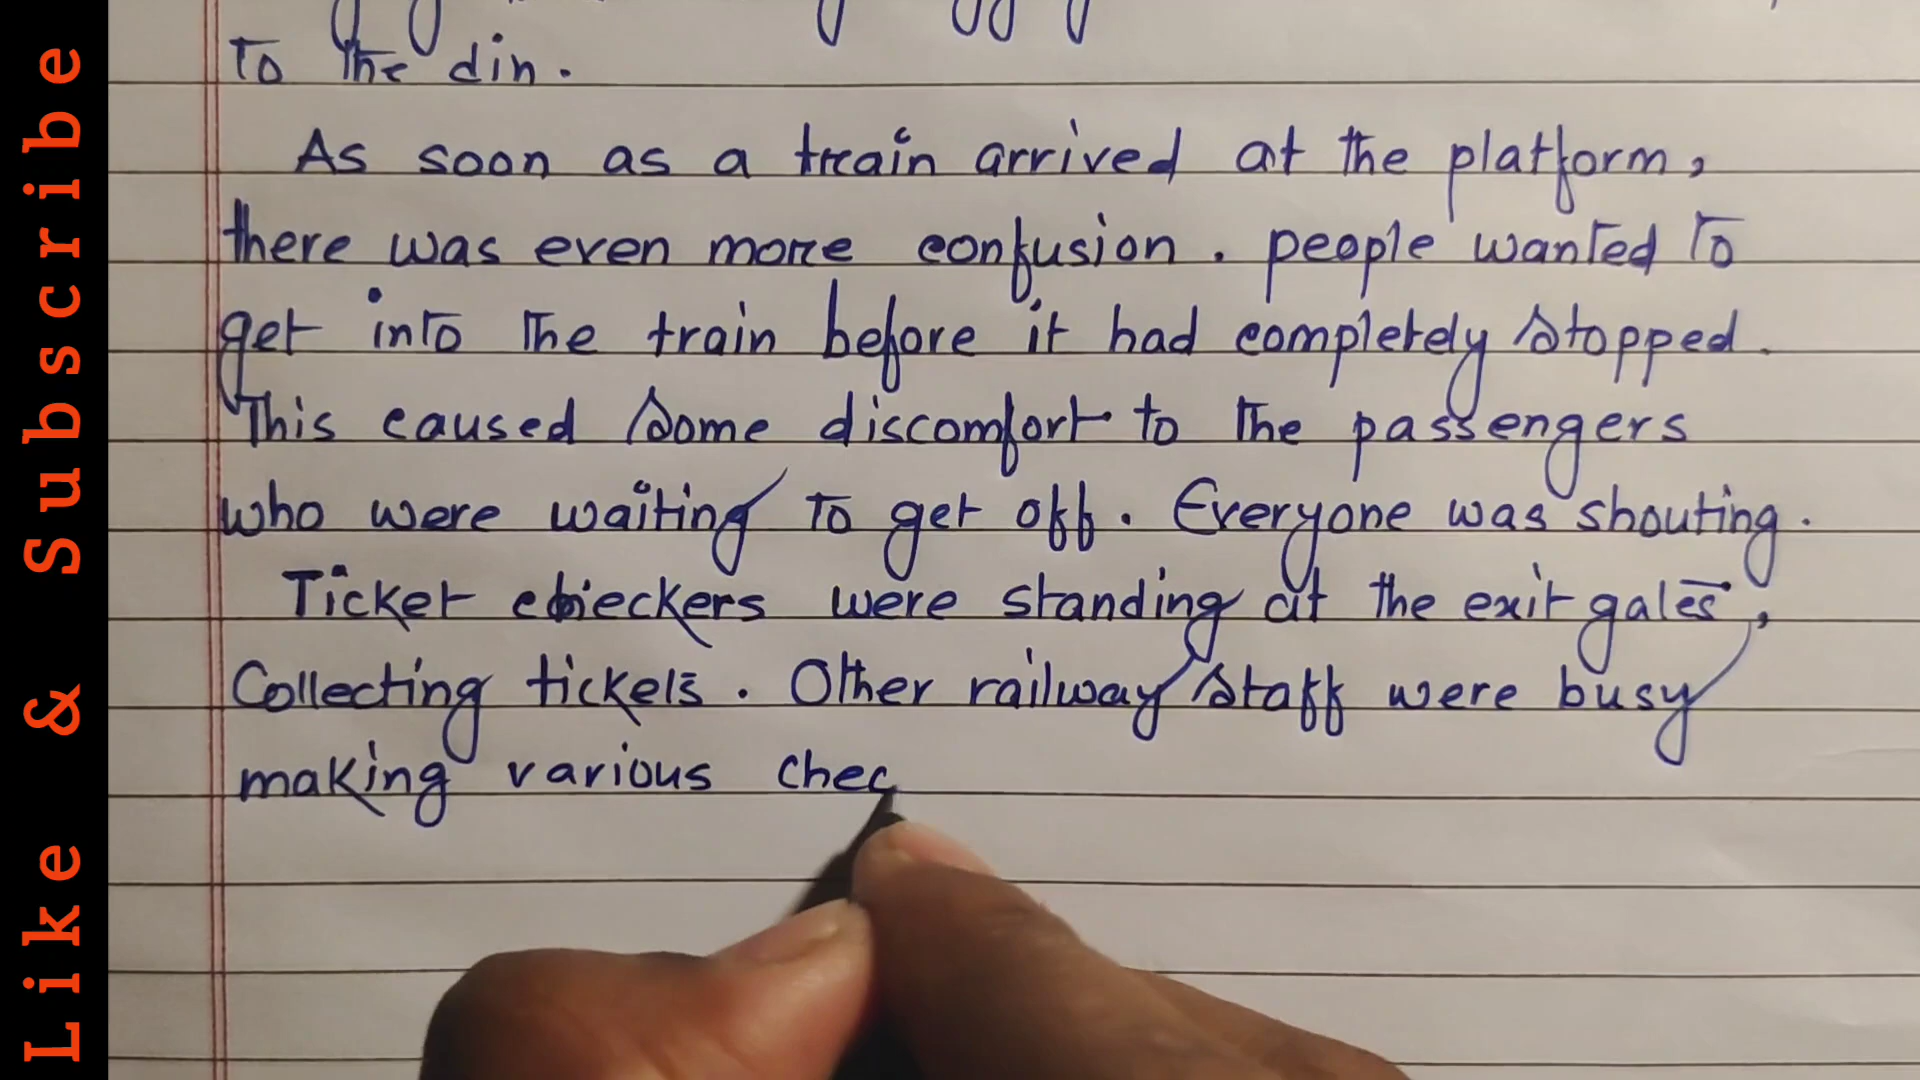 Like & Subscribe
To the din.
As soon as a train arrived at the platform,
there was even more confusion. people wanted to
get into the train before it had completely stopped.
This caused some discomfort to the passengers
who were waiting to get off. Everyone was shouting.
Ticket checkers were standing at the exit gates,
Collecting tickets. Other railway staff were busy
making various chec